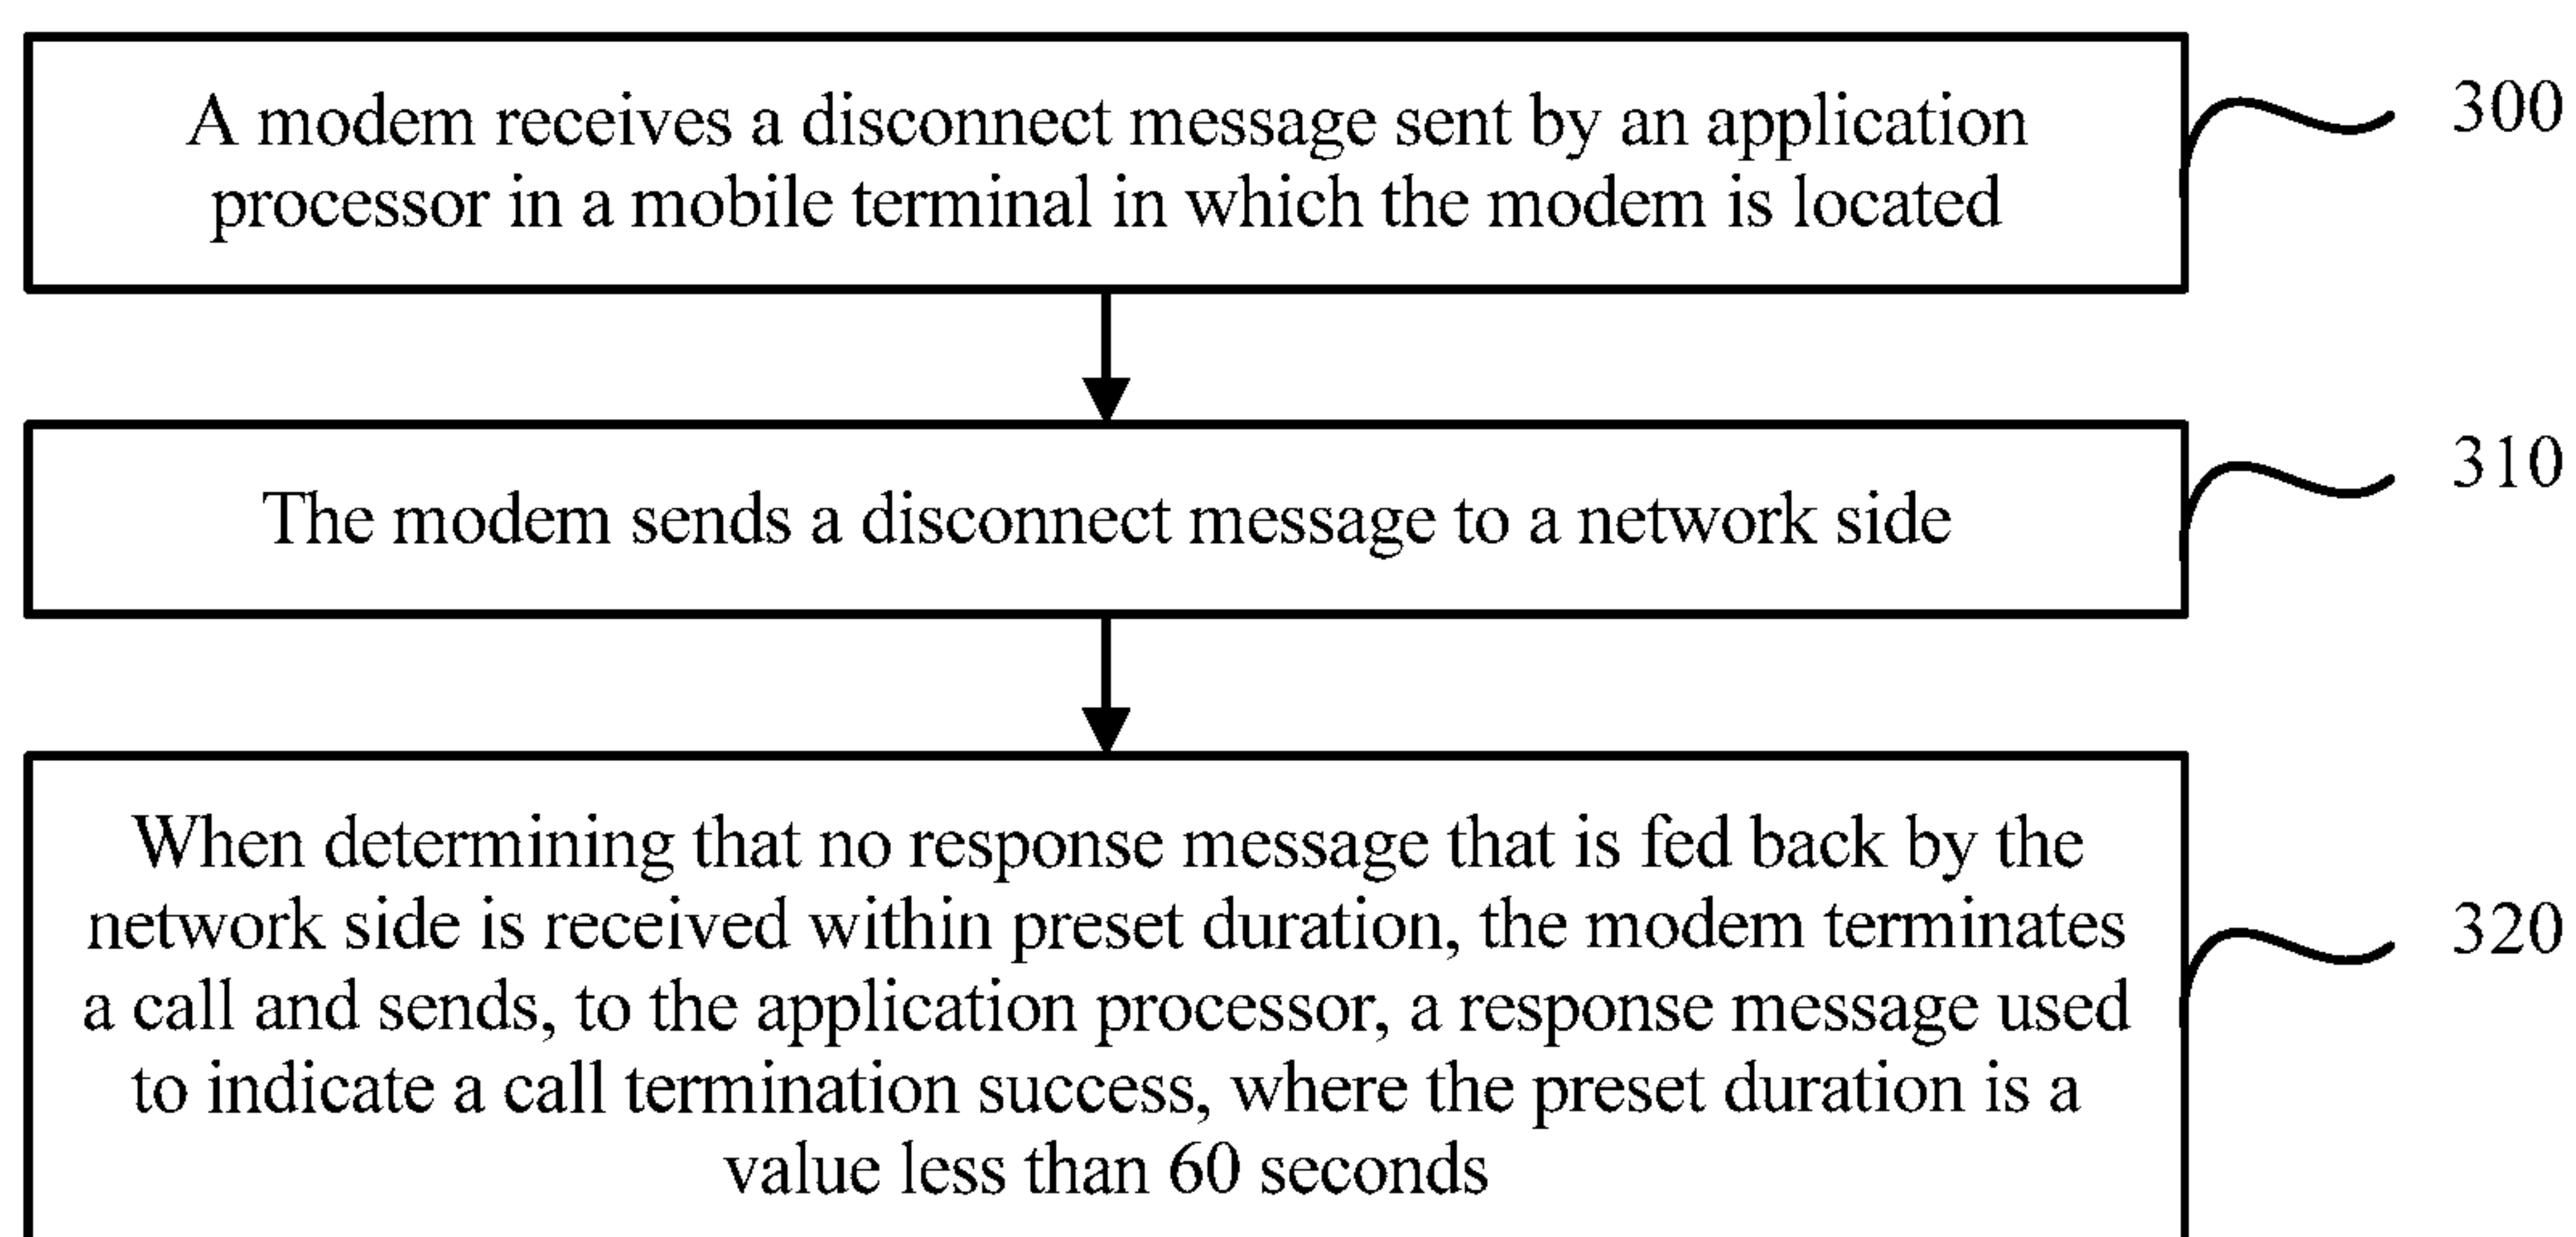 A modem receives a disconnect message sent by an application
processor in a mobile terminal in which the modem is located
300
The modem sends a disconnect message to a network side
310
When determining that no response message that is fed back by the
network side is received within preset duration, the modem terminates
a call and sends, to the application processor, a response message used
to indicate a call termination success, where the preset duration is a
value less than 60 seconds
320